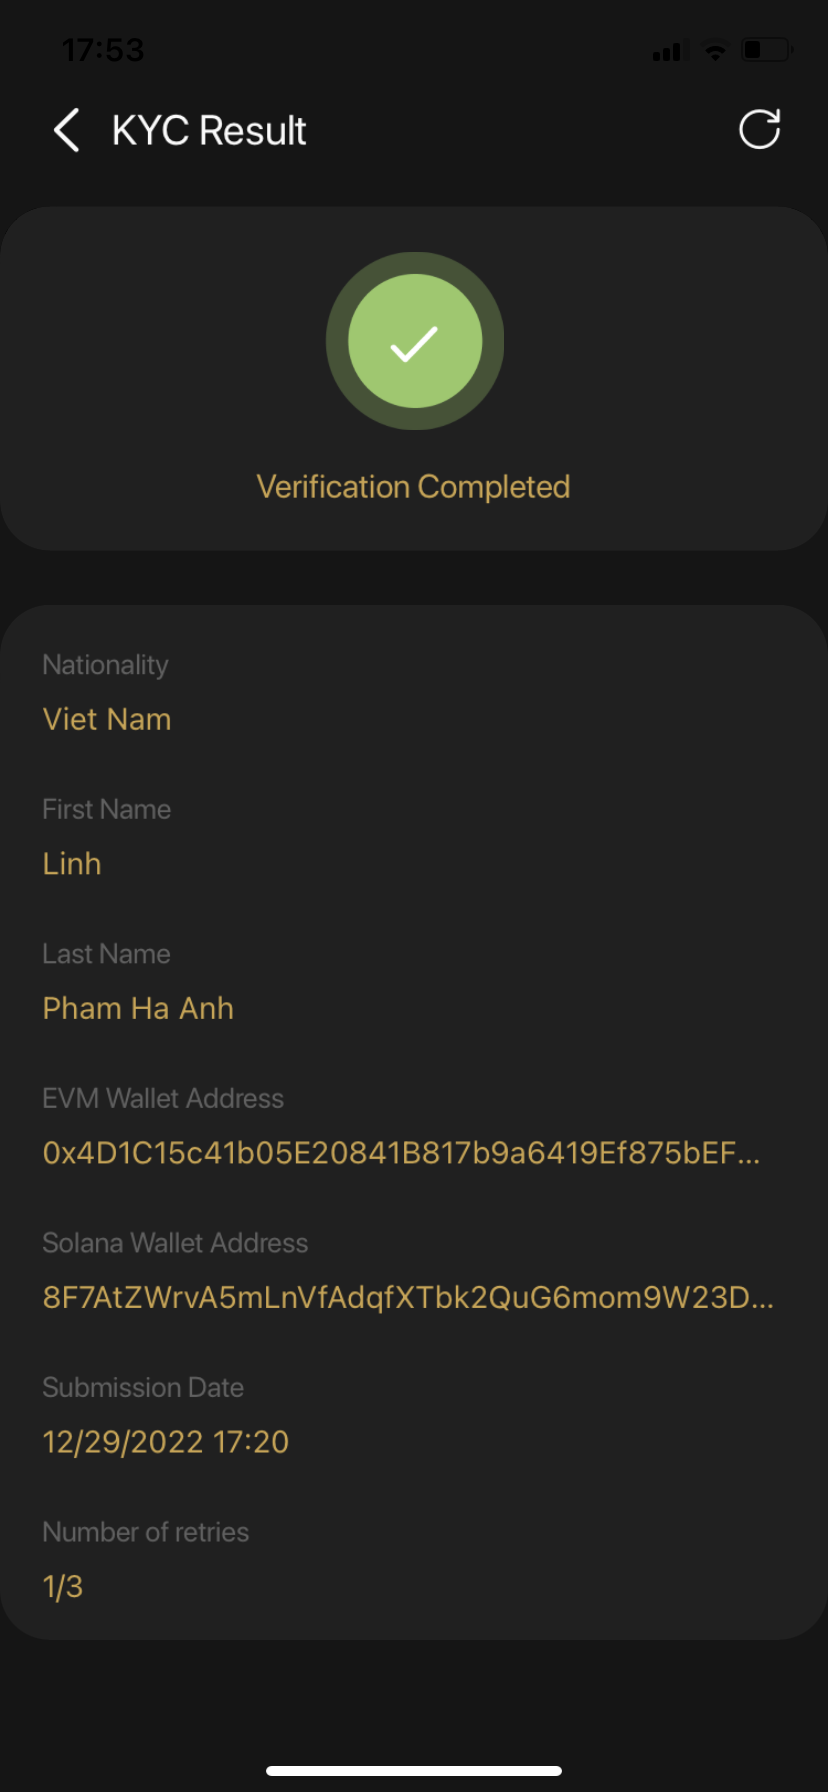 17:53
KYC Result
Verification Completed
Nationality
Viet Nam
First Name
Linh
Last Name
Pham Ha Anh
EVM Wallet Address
0x4D1C15c41b05E20841B817b9a6419Ef875bEF...
Solana Wallet Address
8F7AtZWrvA5mLnVfAdqfXTbk2QuG6mom9W23D...
Submission Date
12/29/2022 17:20
Number of retries
1/3